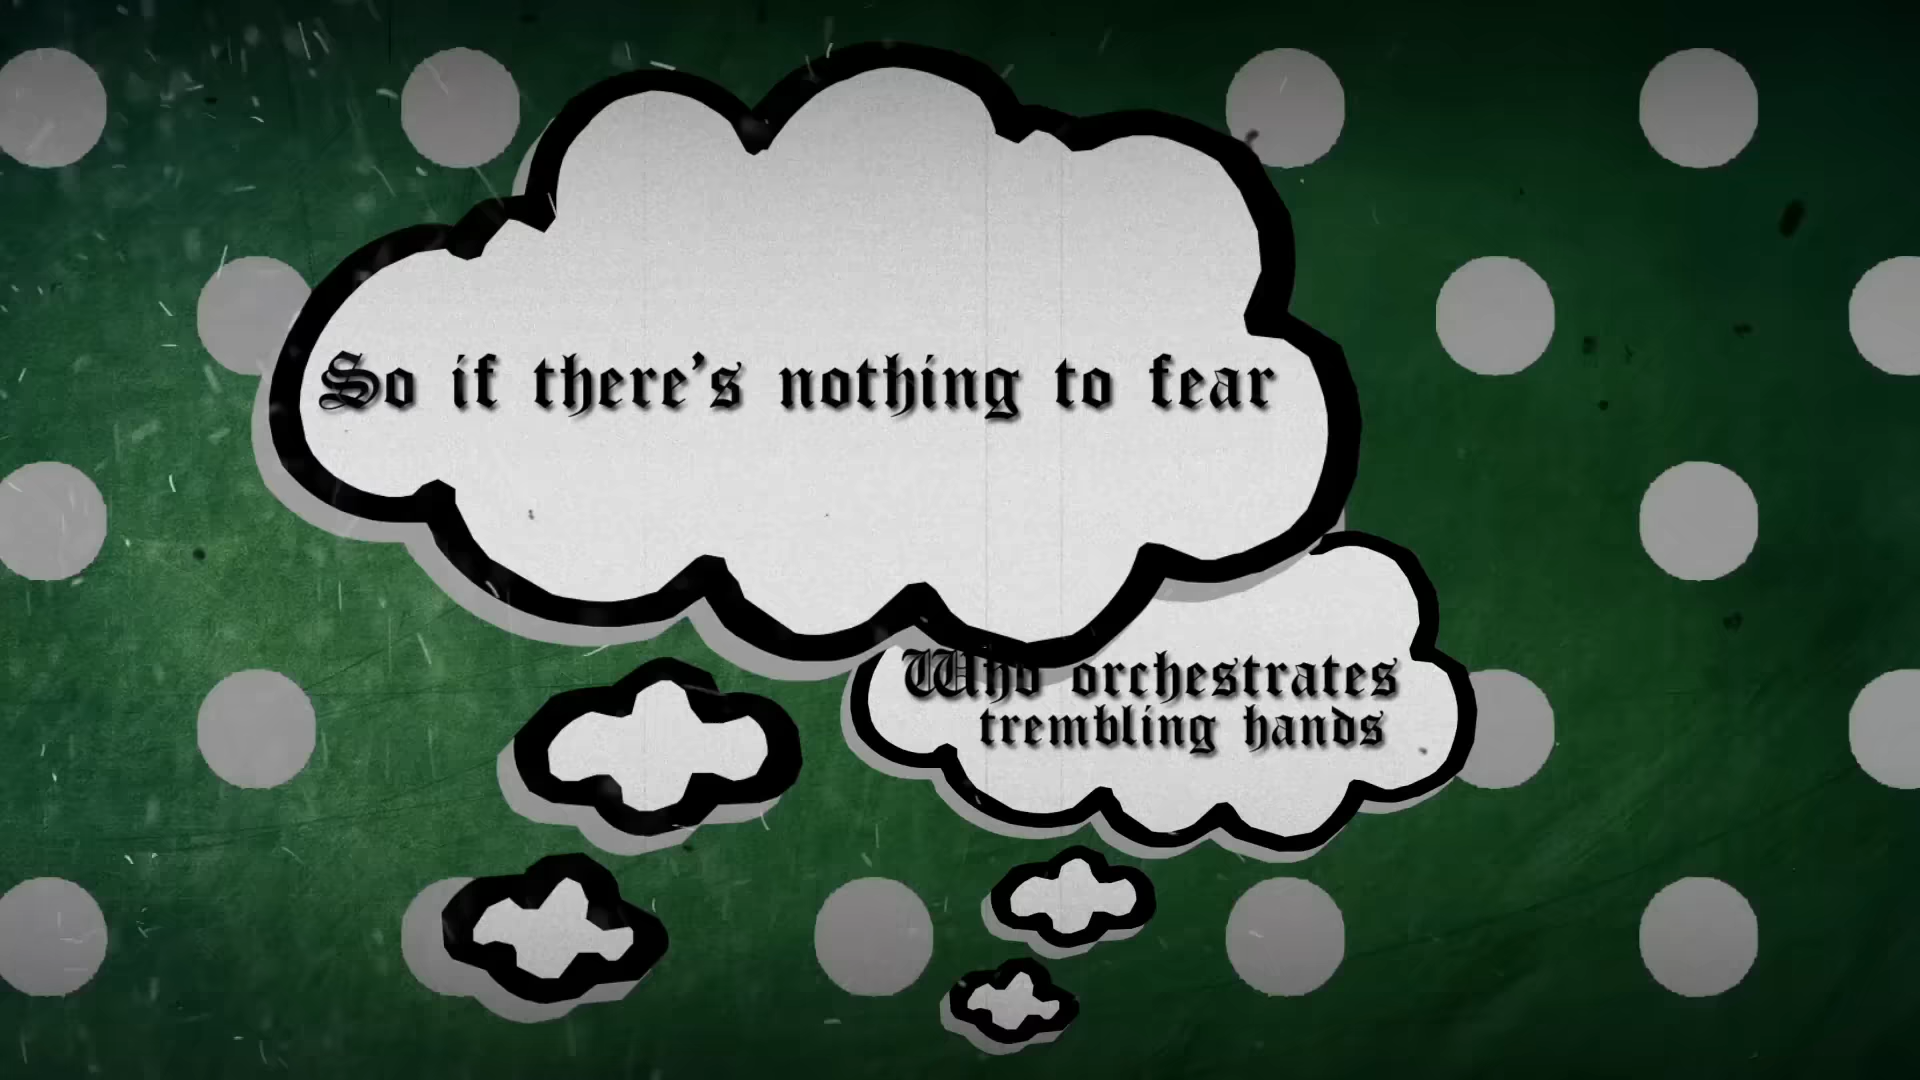 So if there's nothing to fear
Who orchestrates
trembling hands